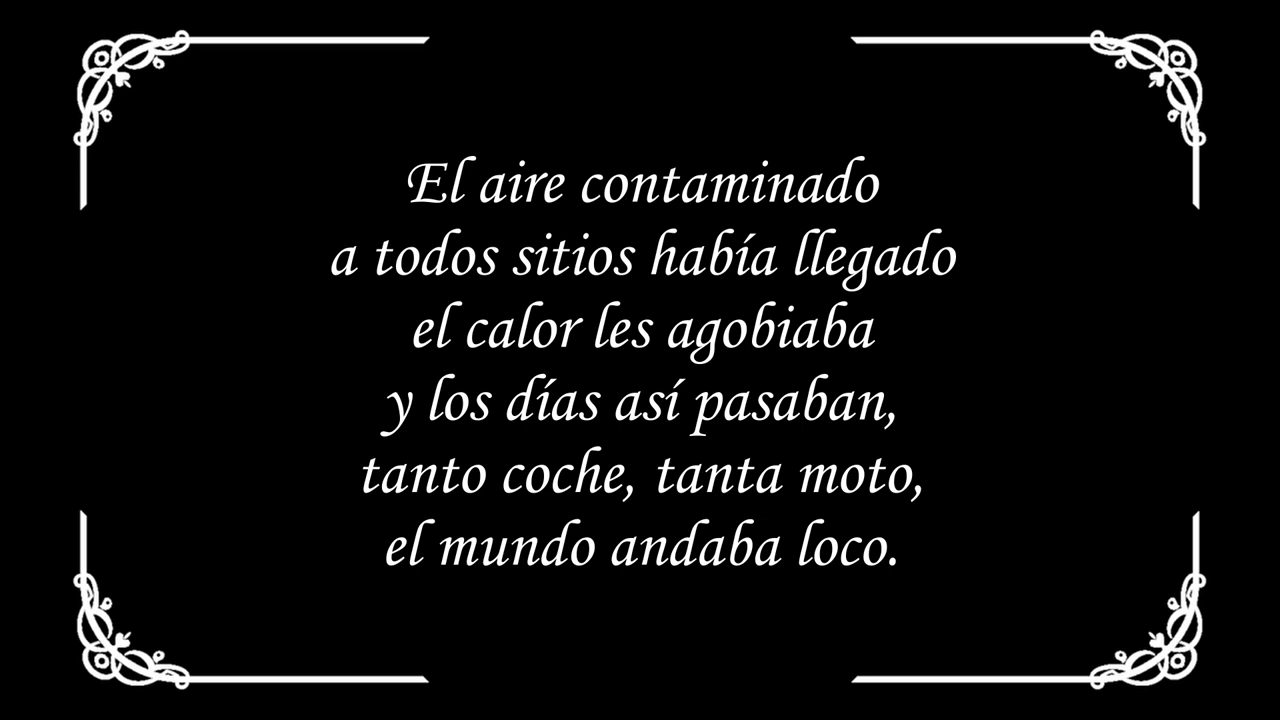 El aire contaminado
a todos sitios había llegado
el calor les agobiaba
y los días así pasaban,
tanto coche, tanta moto,
el mundo andaba loco.